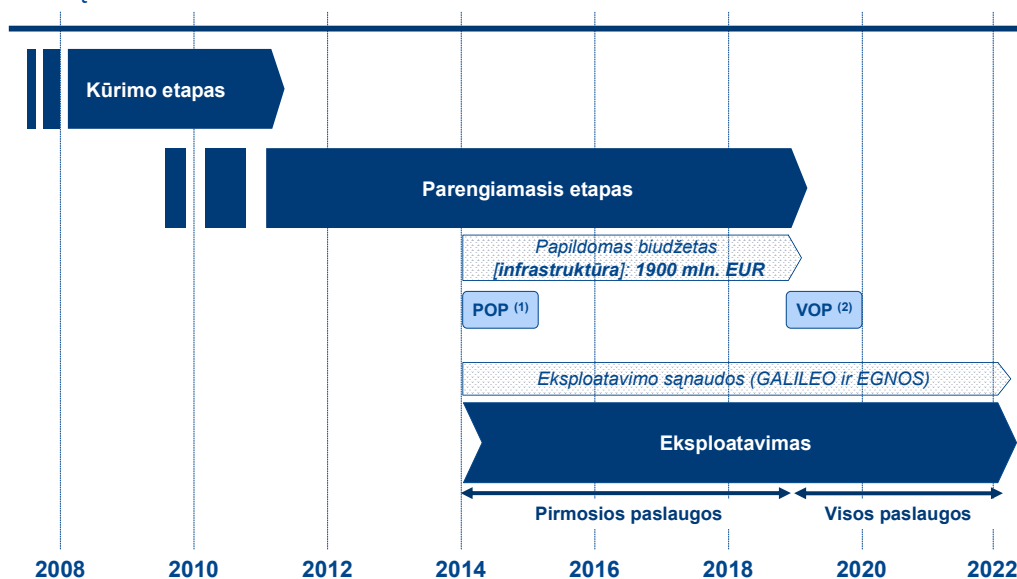 Kūrimo etapas
Parengiamasis etapas
Papildomas biudžetas
[infrastruktūra]: 1900 mln. EUR
POP (1)
VOP (2)
Eksploatavimo sąnaudos (GALILEO ir EGNOS)
Eksploatavimas
Pirmosios paslaugos
Visos paslaugos
2008 2010 2012 2014 2016 2018 2020 2022